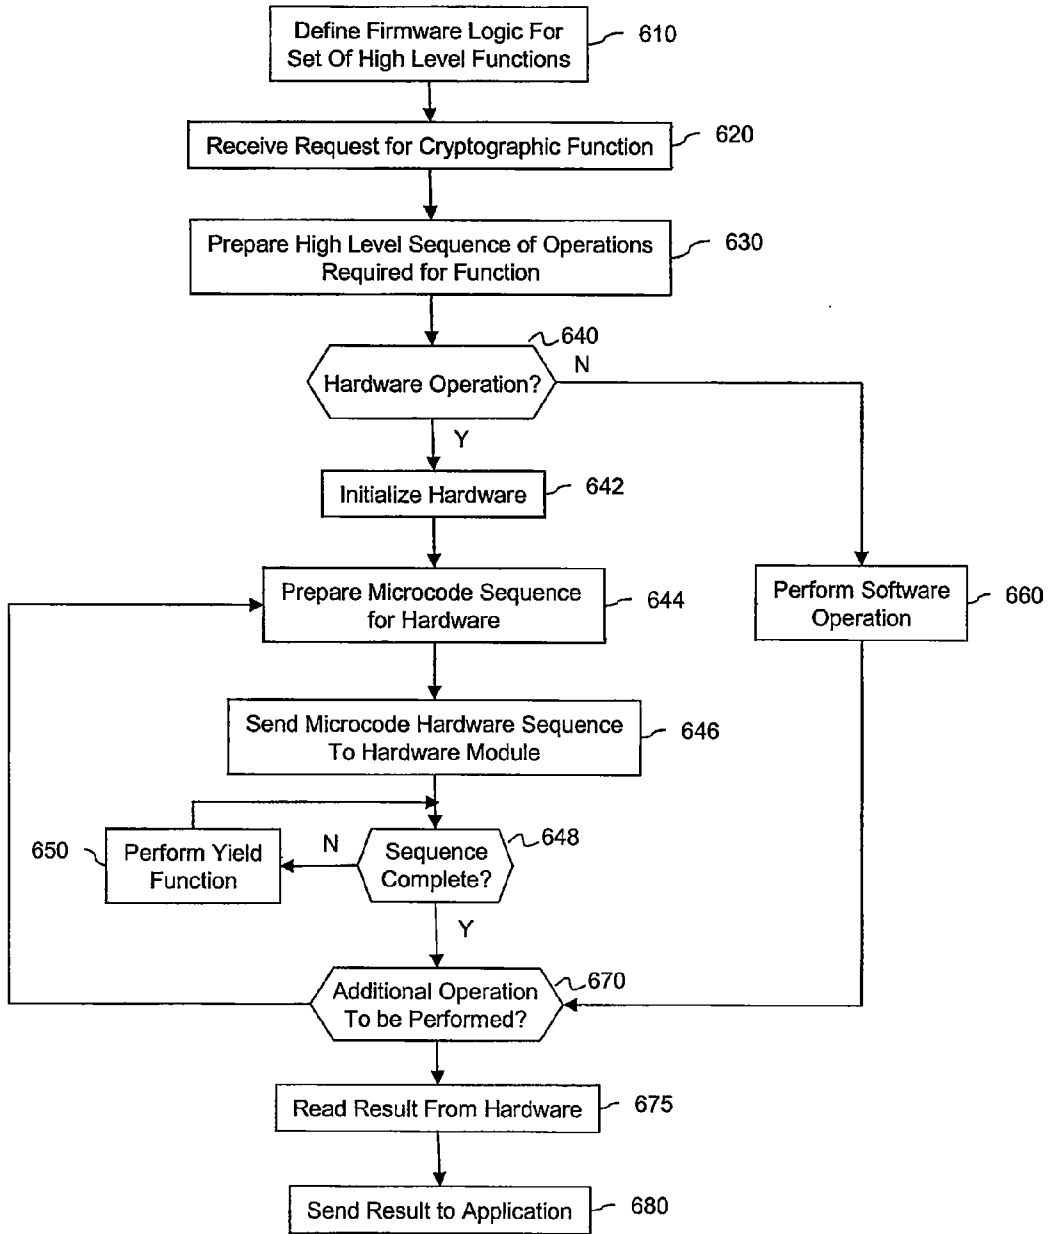 Define Firmware Logic For
Set Of High Level Functions
610
Receive Request for Cryptographic Function
620
Prepare High Level Sequence of Operations
Required for Function
630
640
Hardware Operation?
N
Y
Initialize Hardware
642
Prepare Microcode Sequence
for Hardware
644
Perform Software
Operation
660
Send Microcode Hardware Sequence
To Hardware Module
646
650
Perform Yield
Function
N
Sequence
Complete?
648
Y
Additional Operation
To be Performed?
670
Read Result From Hardware
675
Send Result to Application
680